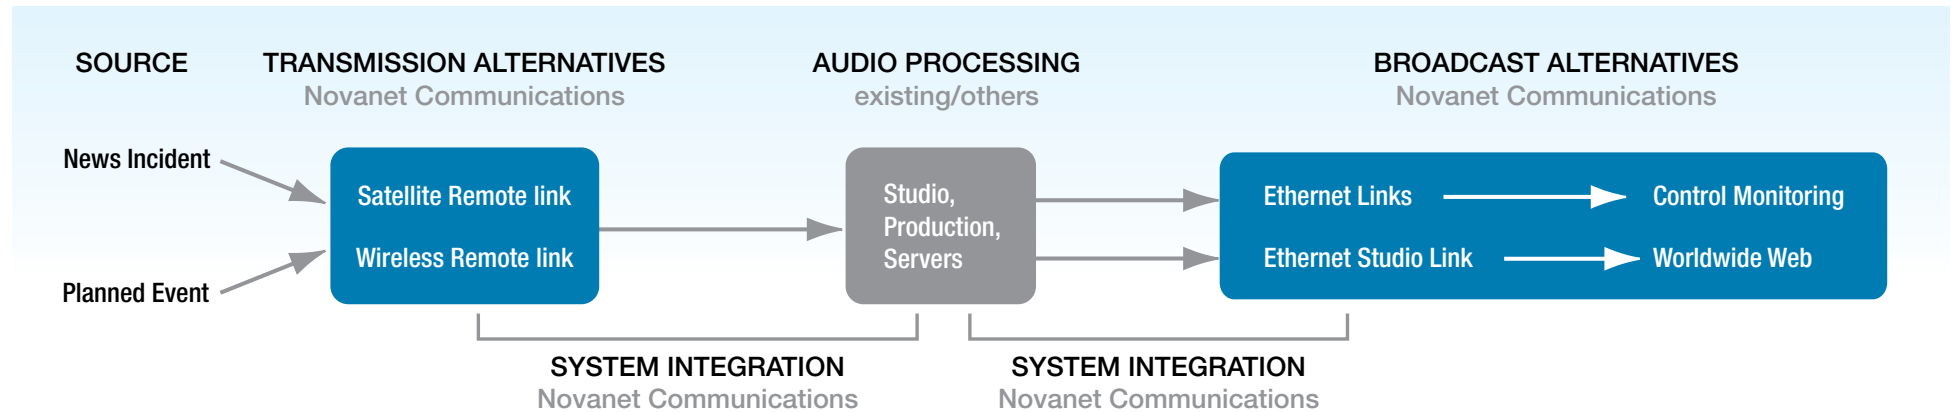 SOURCE
TRANSMISSION ALTERNATIVES
Novanet Communications
AUDIO PROCESSING
existing/others
BROADCAST ALTERNATIVES
Novanet Communications
News Incident
Planned Event
Satellite Remote link
Wireless Remote link
Studio,
Production,
Servers
Ethernet Links
Control Monitoring
Ethernet Studio Link
Worldwide Web
SYSTEM INTEGRATION
Novanet Communications
SYSTEM INTEGRATION
Novanet Communications